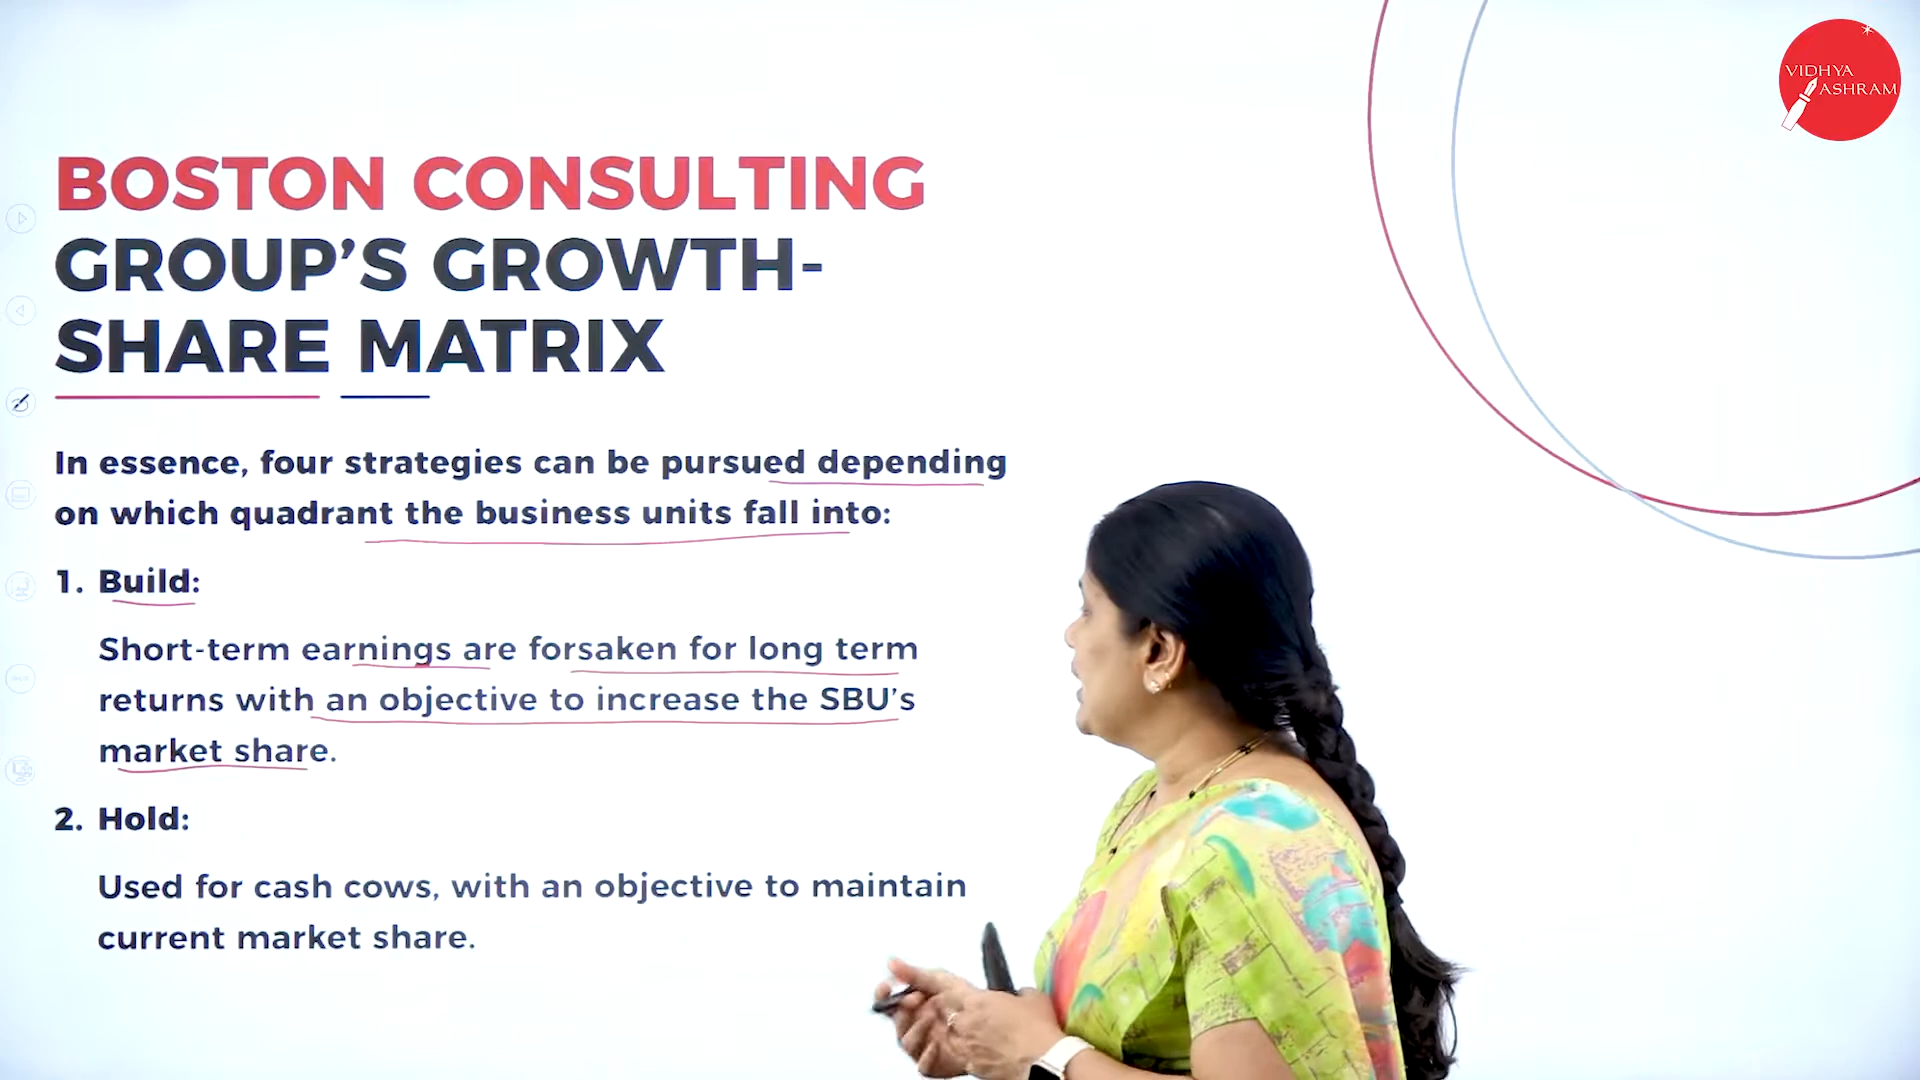 VIDHYA
ASHRAM
BOSTON CONSULTING
GROUP’S GROWTH-
SHARE MATRIX
In essence, four strategies can be pursued depending
on which quadrant the business units fall into:
1. Build:
Short-term earnings are forsaken for long term
returns with an objective to increase the SBU’s
market share.
2. Hold:
Used for cash cows, with an objective to maintain
current market share.